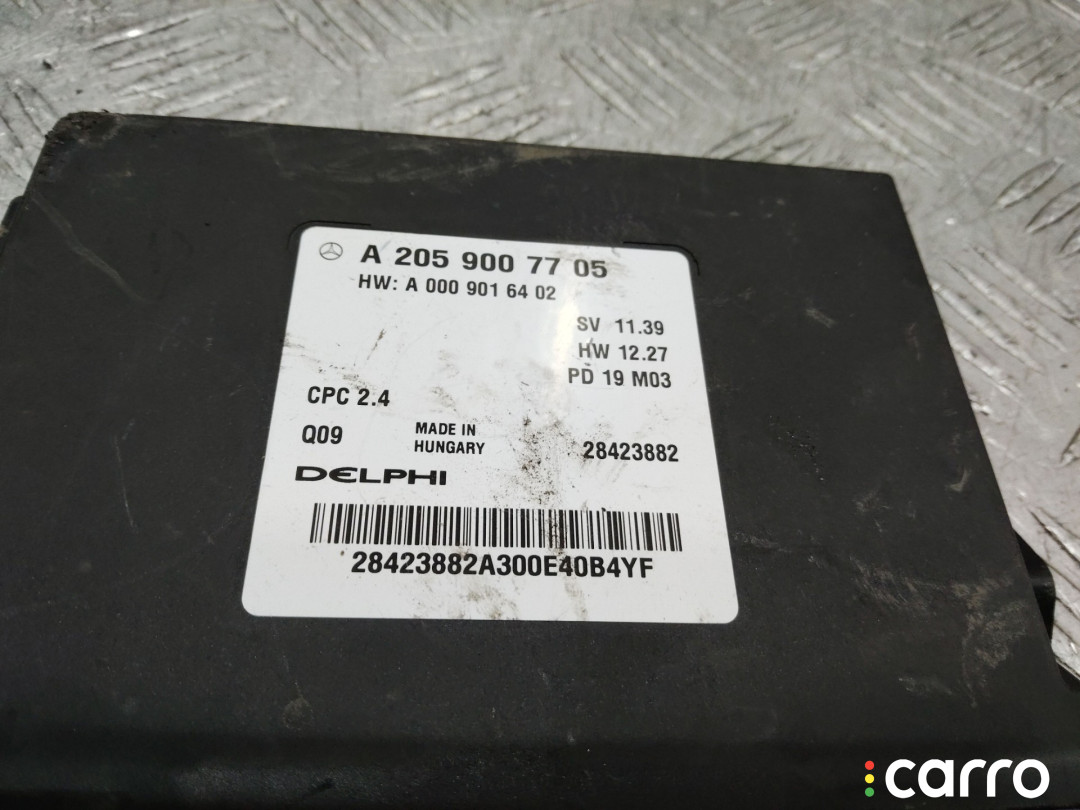 A 205 900 77 05
HW: A 000 901 64 02
SV 11.39
HW 12.27
PD 19 M03
CPC 2.4
Q09
MADE IN
HUNGARY
28423882
DELPHI
28423882A300E40B4YF
carro